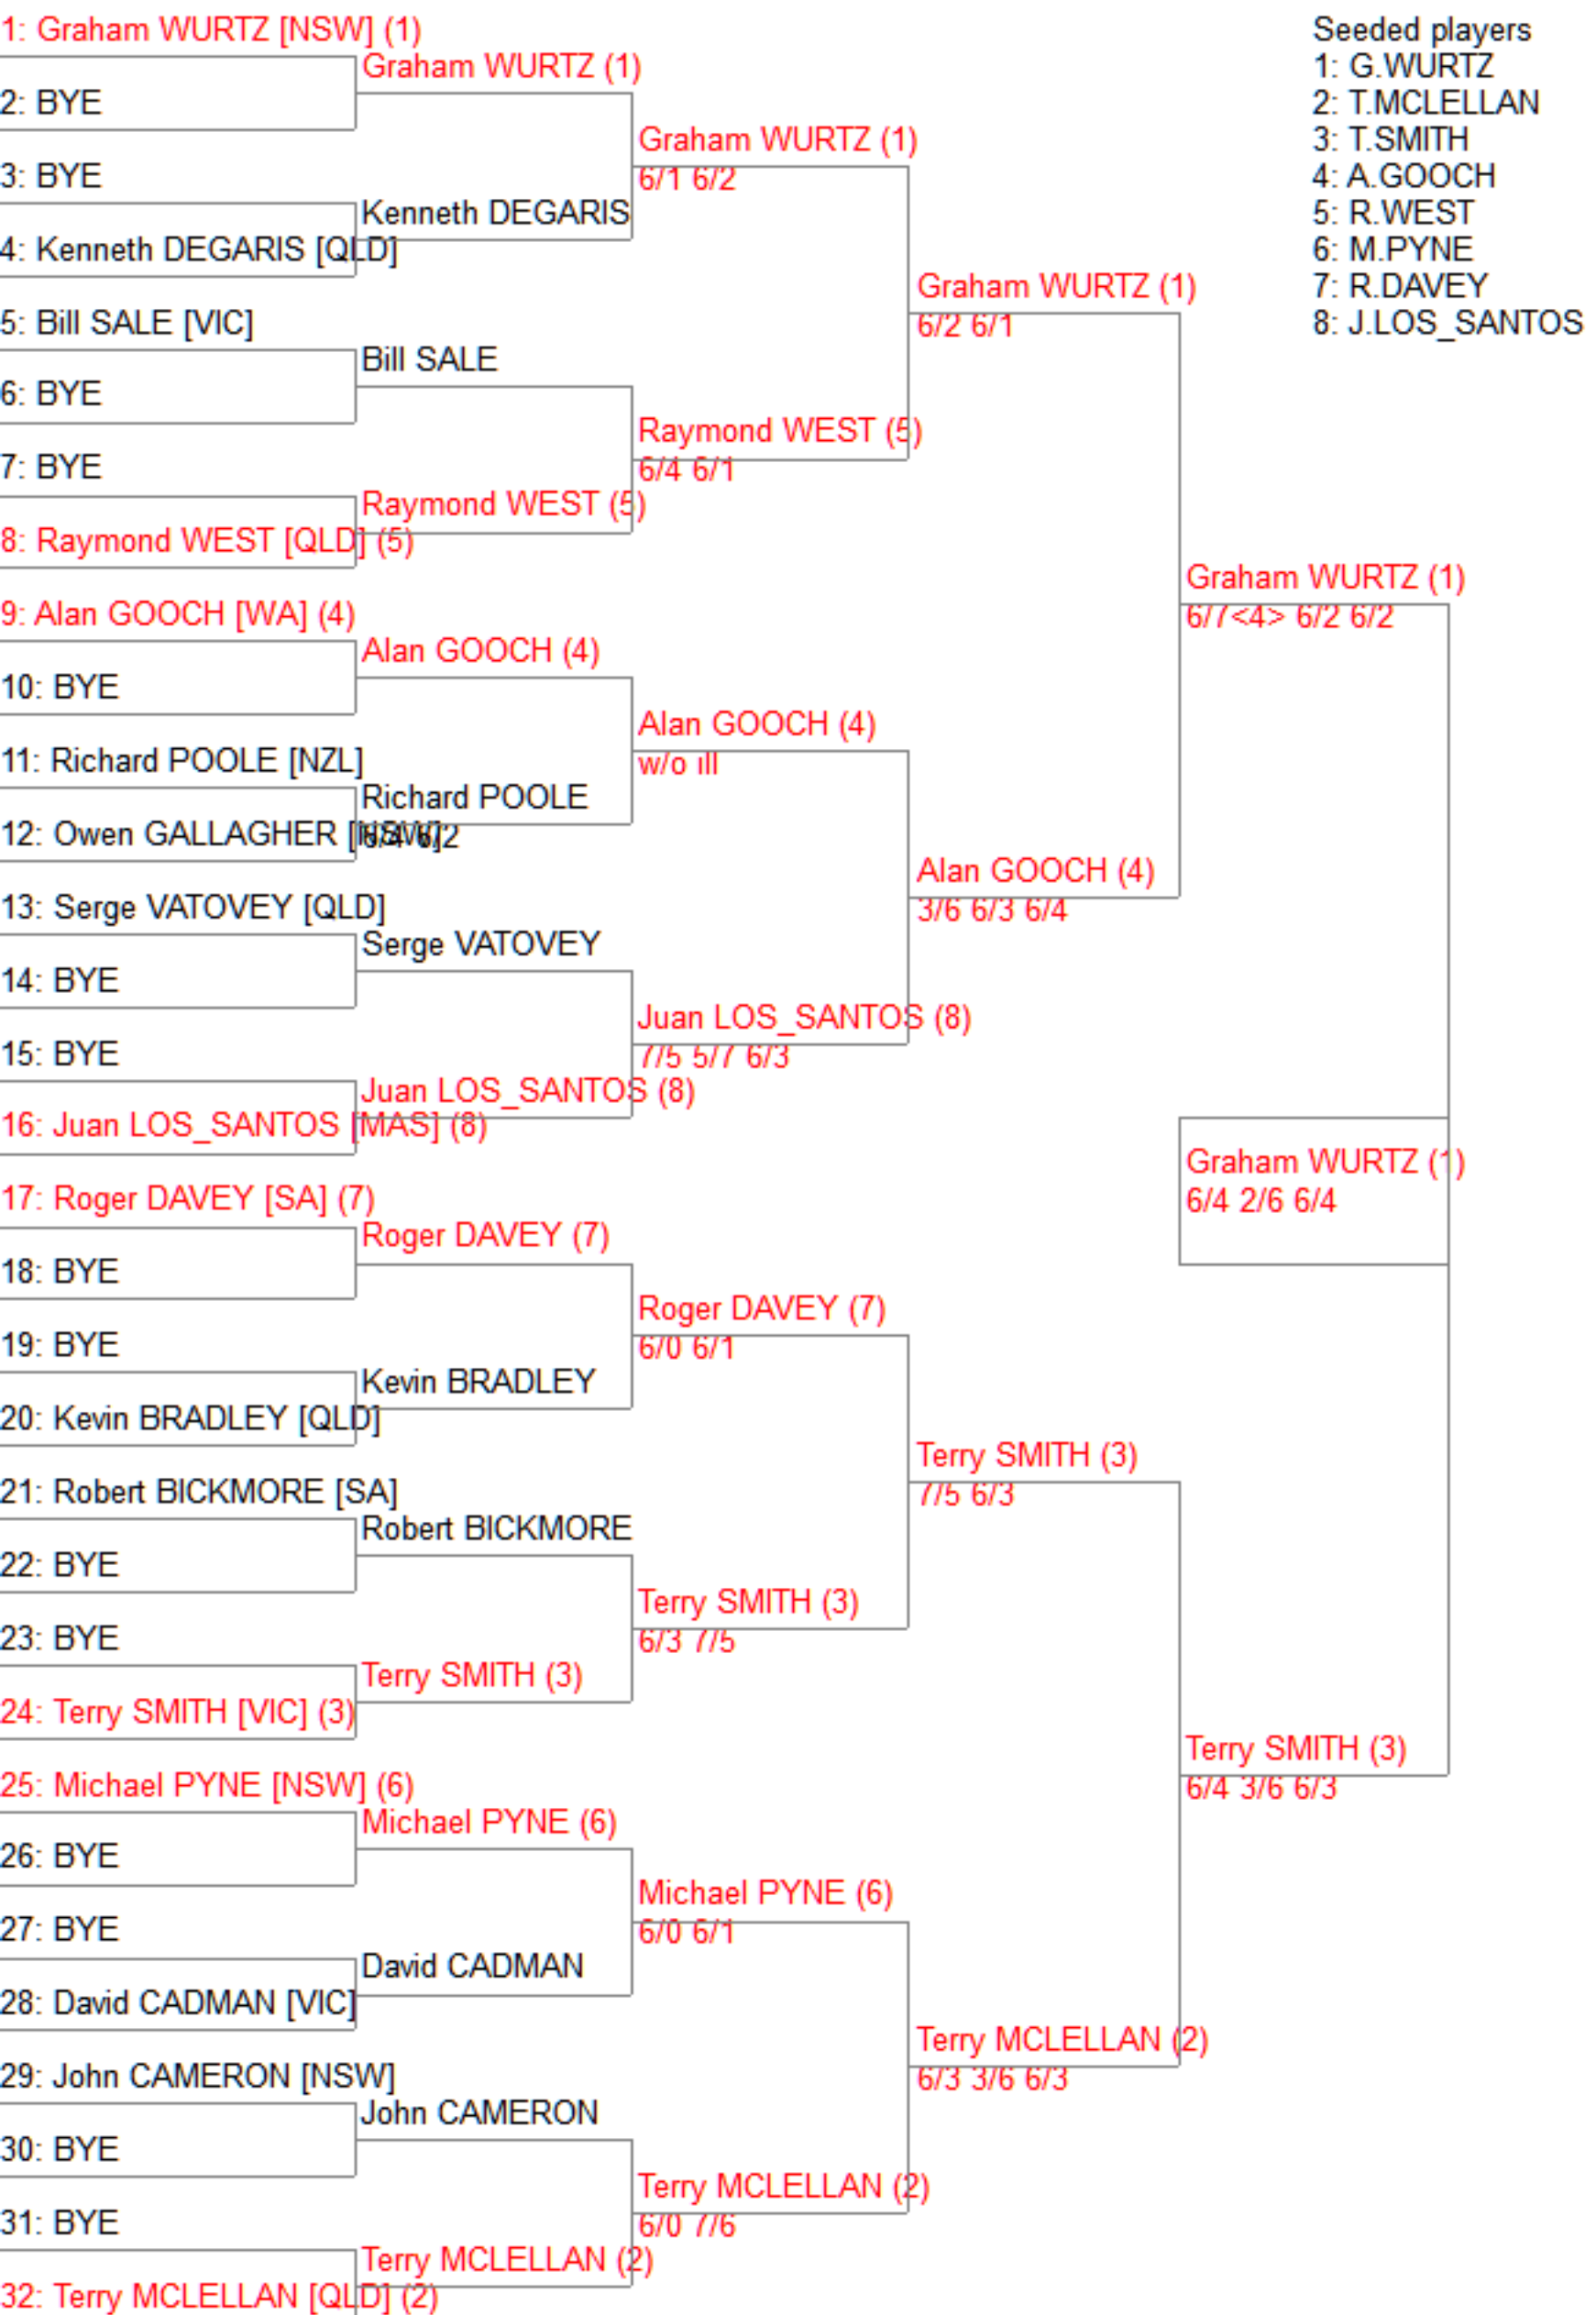 1: Graham WURTZ [NSW] (1)
2: BYE
3: BYE
4: Kenneth DEGARIS [QLD]
5: Bill SALE [VIC]
6: BYE
7: BYE
8: Raymond WEST [QLD] (5)
9: Alan GOOCH [WA] (4)
10: BYE
11: Richard POOLE [NZL]
12: Owen GALLAGHER [NSW]
13: Serge VATOVEY [QLD]
14: BYE
15: BYE
16: Juan LOS_SANTOS [MAS] (8)
17: Roger DAVEY [SA] (7)
18: BYE
19: BYE
20: Kevin BRADLEY [QLD]
21: Robert BICKMORE [SA]
22: BYE
23: BYE
24: Terry SMITH [VIC] (3)
25: Michael PYNE [NSW] (6)
26: BYE
27: BYE
28: David CADMAN [VIC]
29: John CAMERON [NSW]
30: BYE
31: BYE
32: Terry MCLELLAN [QLD] (2)
Graham WURTZ (1)
Kenneth DEGARIS
Bill SALE
Raymond WEST (5)
Alan GOOCH (4)
Richard POOLE
Serge VATOVEY
Juan LOS_SANTOS (8)
Roger DAVEY (7)
Kevin BRADLEY
Robert BICKMORE
Terry SMITH (3)
Michael PYNE (6)
David CADMAN
John CAMERON
Terry MCLELLAN (2)
Graham WURTZ (1)
6/1 6/2
Raymond WEST (5)
6/4 6/1
Alan GOOCH (4)
w/o ill
Juan LOS_SANTOS (8)
7/5 5/7 6/3
Roger DAVEY (7)
6/0 6/1
Terry SMITH (3)
6/3 7/5
Michael PYNE (6)
6/0 6/1
Terry MCLELLAN (2)
6/0 7/6
Graham WURTZ (1)
6/2 6/1
Alan GOOCH (4)
3/6 6/3 6/4
Terry SMITH (3)
7/5 6/3
Terry MCLELLAN (2)
6/3 3/6 6/3
Graham WURTZ (1)
6/7<4> 6/2 6/2
Terry SMITH (3)
6/4 3/6 6/3
Graham WURTZ (1)
6/4 2/6 6/4
Seeded players
1: G.WURTZ
2: T.MCLELLAN
3: T.SMITH
4: A.GOOCH
5: R.WEST
6: M.PYNE
7: R.DAVEY
8: J.LOS_SANTOS